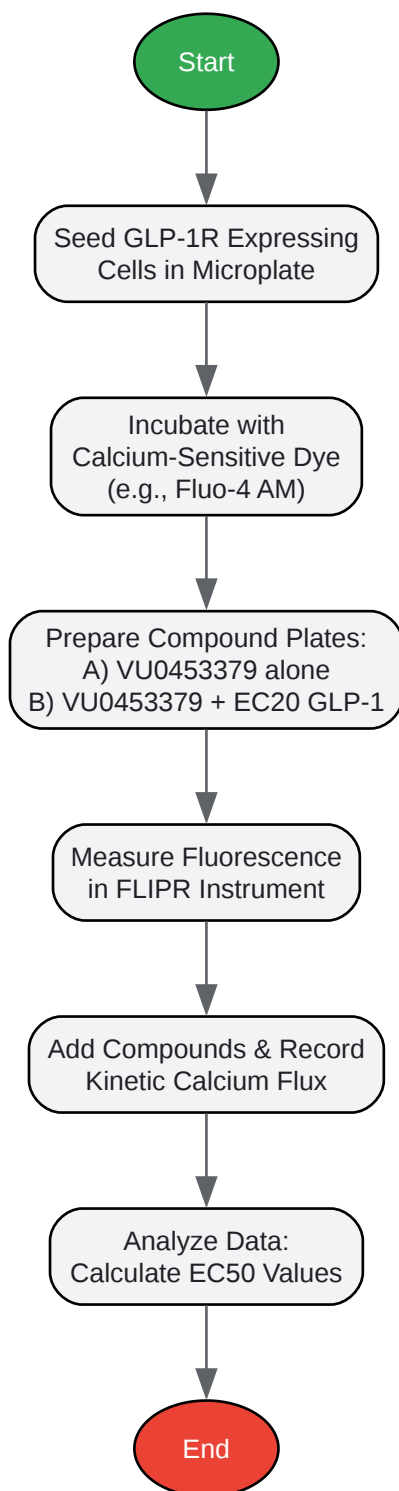 Start
Seed GLP-1R Expressing
Cells in Microplate
Incubate with
Calcium-Sensitive Dye
(e.g., Fluo-4 AM)
Prepare Compound Plates:
A) VU0453379 alone
B) VU0453379 + EC20 GLP-1
Measure Fluorescence
in FLIPR Instrument
Add Compounds & Record
Kinetic Calcium Flux
Analyze Data:
Calculate EC50 Values
End